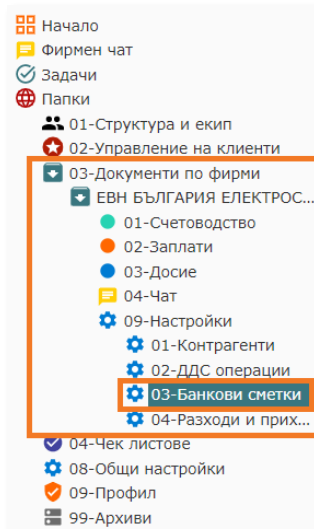 Начало
Фирмен чат
Задачи
Папки
01-Структура и екип
02-Управление на клиенти
03-Документи по фирми
ЕВН БЪЛГАРИЯ ЕЛЕКТРОС...
01-Счетоводство
02-Заплати
03-Досие
04-Чат
09-Настройки
01-Контрагенти
02-ДДС операции
03-Банкови сметки
04-Разходи и прих...
04-Чек листове
08-Общи настройки
09-Профил
99-Архиви